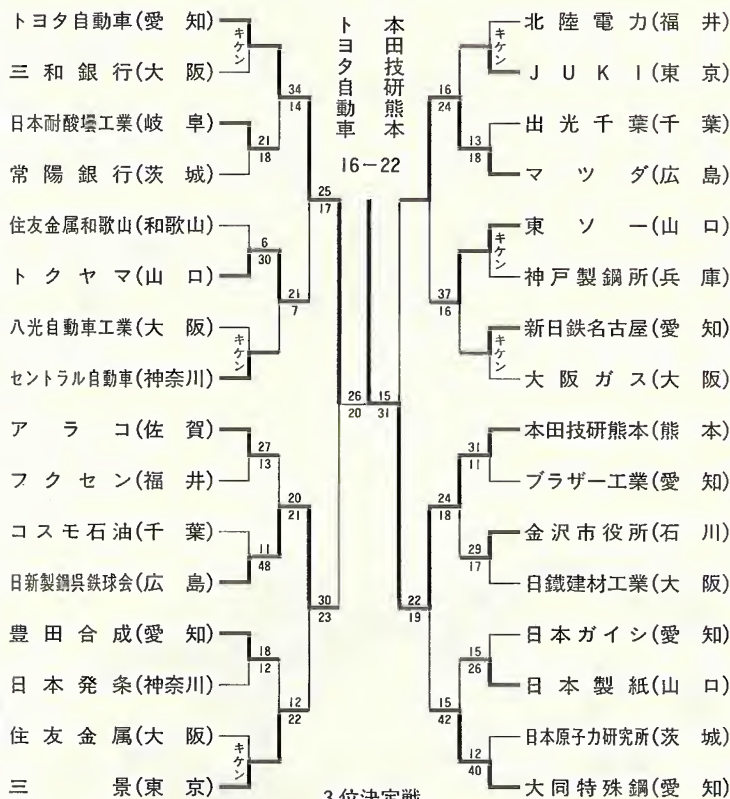 トヨタ自動車(愛 知)
キケン
三和銀行(大 阪)
34
14
日本耐酸壜工業(岐 阜)
21
18
常陽銀行(茨 城)
25
17
住友金属和歌山(和歌山)
6
30
トクヤマ(山 口)
21
7
八光自動車工業(大 阪)
キケン
セントラル自動車(神奈川)
26
20
アラコ(佐 賀)
27
13
フクセン(福 井)
20
21
コスモ石油(千 葉)
11
48
日新製鋼呉鉄球会(広 島)
30
23
豊田合成(愛 知)
18
12
日本発条(神奈川)
12
22
住友金属(大 阪)
キケン
三景(東 京)
トヨタ自動車
本田技研熊本
16-22
15
31
北陸電力(福 井)
キケン
JUKI(東 京)
16
24
出光千葉(千 葉)
13
18
マツダ(広 島)
東ソー(山 口)
キケン
神戸製鋼所(兵 庫)
37
16
新日鉄名古屋(愛 知)
キケン
大阪ガス(大 阪)
本田技研熊本(熊 本)
31
11
ブラザー工業(愛 知)
24
18
金沢市役所(石 川)
29
17
日鐵建材工業(大 阪)
22
19
日本ガイシ(愛 知)
15
26
日本製紙(山 口)
15
42
日本原子力研究所(茨 城)
12
40
大同特殊鋼(愛 知)
3位決定戦